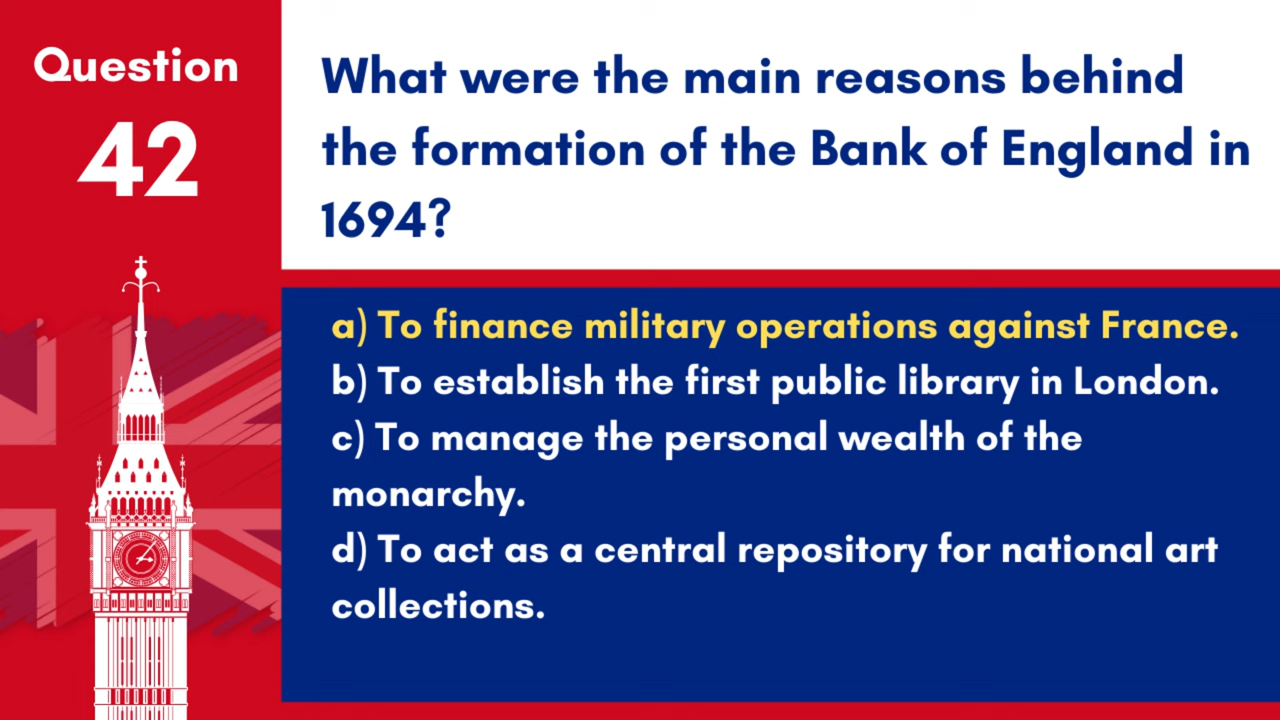 Question
42
What were the main reasons behind
the formation of the Bank of England in
1694?
a) To finance military operations against France.
b) To establish the first public library in London.
c) To manage the personal wealth of the
monarchy.
d) To act as a central repository for national art
collections.